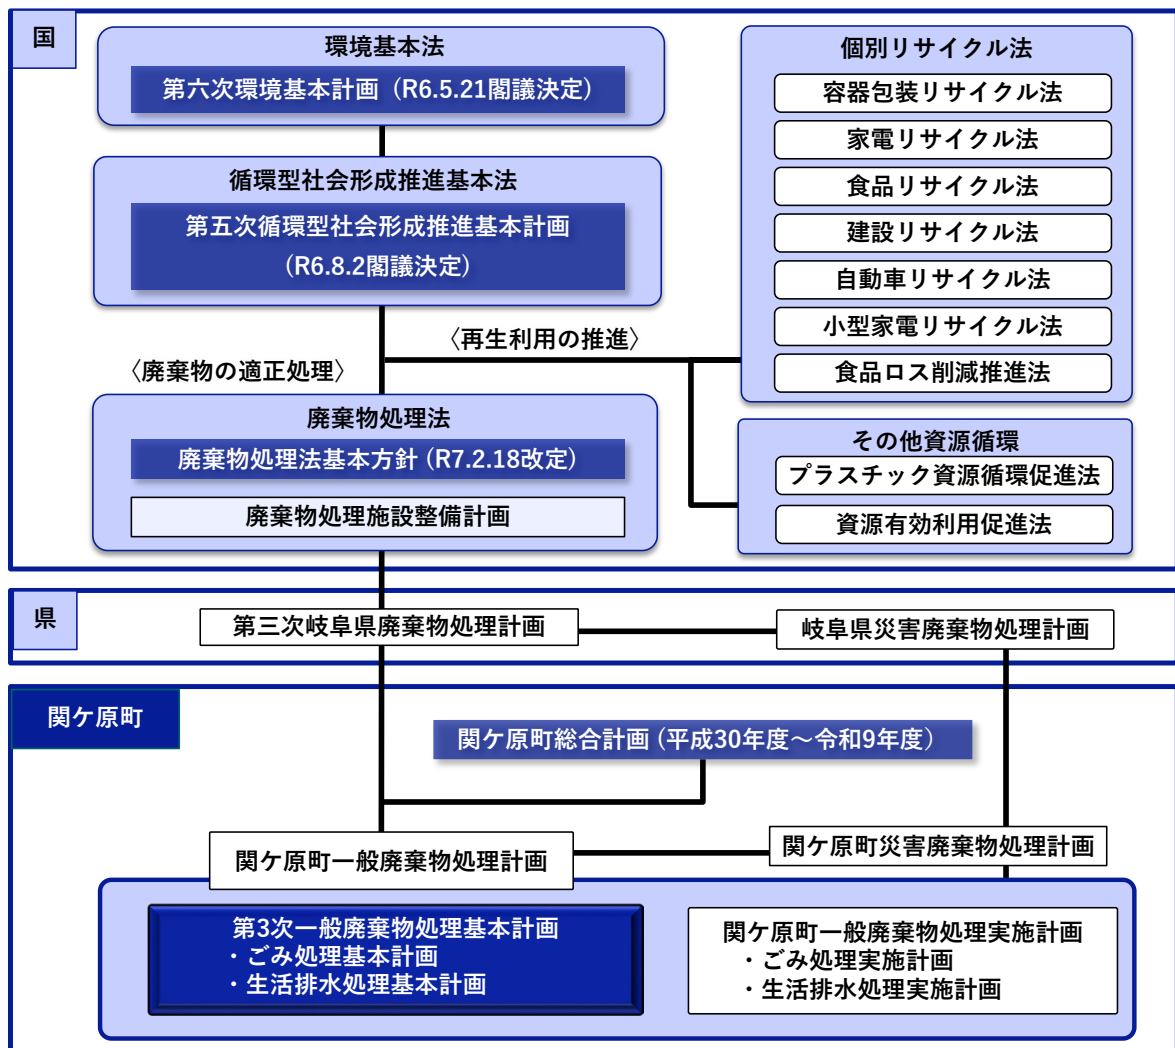 国
環境基本法
第六次環境基本計画 (R6.5.21閣議決定)
循環型社会形成推進基本法
第五次循環型社会形成推進基本計画
(R6.8.2閣議決定)
〈再生利用の推進〉
〈廃棄物の適正処理〉
廃棄物処理法
廃棄物処理法基本方針 (R7.2.18改定)
廃棄物処理施設整備計画
個別リサイクル法
容器包装リサイクル法
家電リサイクル法
食品リサイクル法
建設リサイクル法
自動車リサイクル法
小型家電リサイクル法
食品ロス削減推進法
その他資源循環
プラスチック資源循環促進法
資源有効利用促進法
県
第三次岐阜県廃棄物処理計画
岐阜県災害廃棄物処理計画
関ケ原町
関ケ原町総合計画 (平成30年度～令和9年度）
関ケ原町一般廃棄物処理計画
関ケ原町災害廃棄物処理計画
第3次一般廃棄物処理基本計画
・ごみ処理基本計画
・生活排水処理基本計画
関ケ原町一般廃棄物処理実施計画
・ごみ処理実施計画
・生活排水処理実施計画